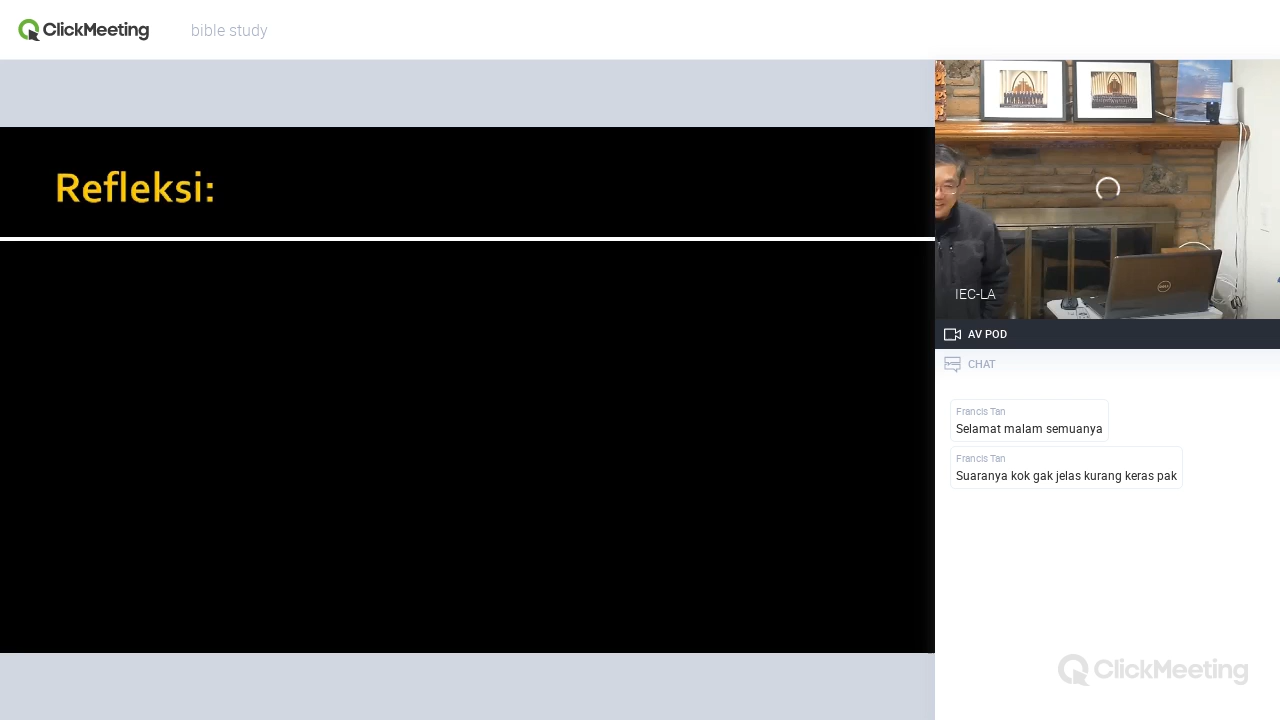 ClickMeeting
bible study
Refleksi:
IEC-LA
AV POD
CHAT
Francis Tan
Selamat malam semuanya
Francis Tan
Suaranya kok gak jelas kurang keras pak
ClickMeeting